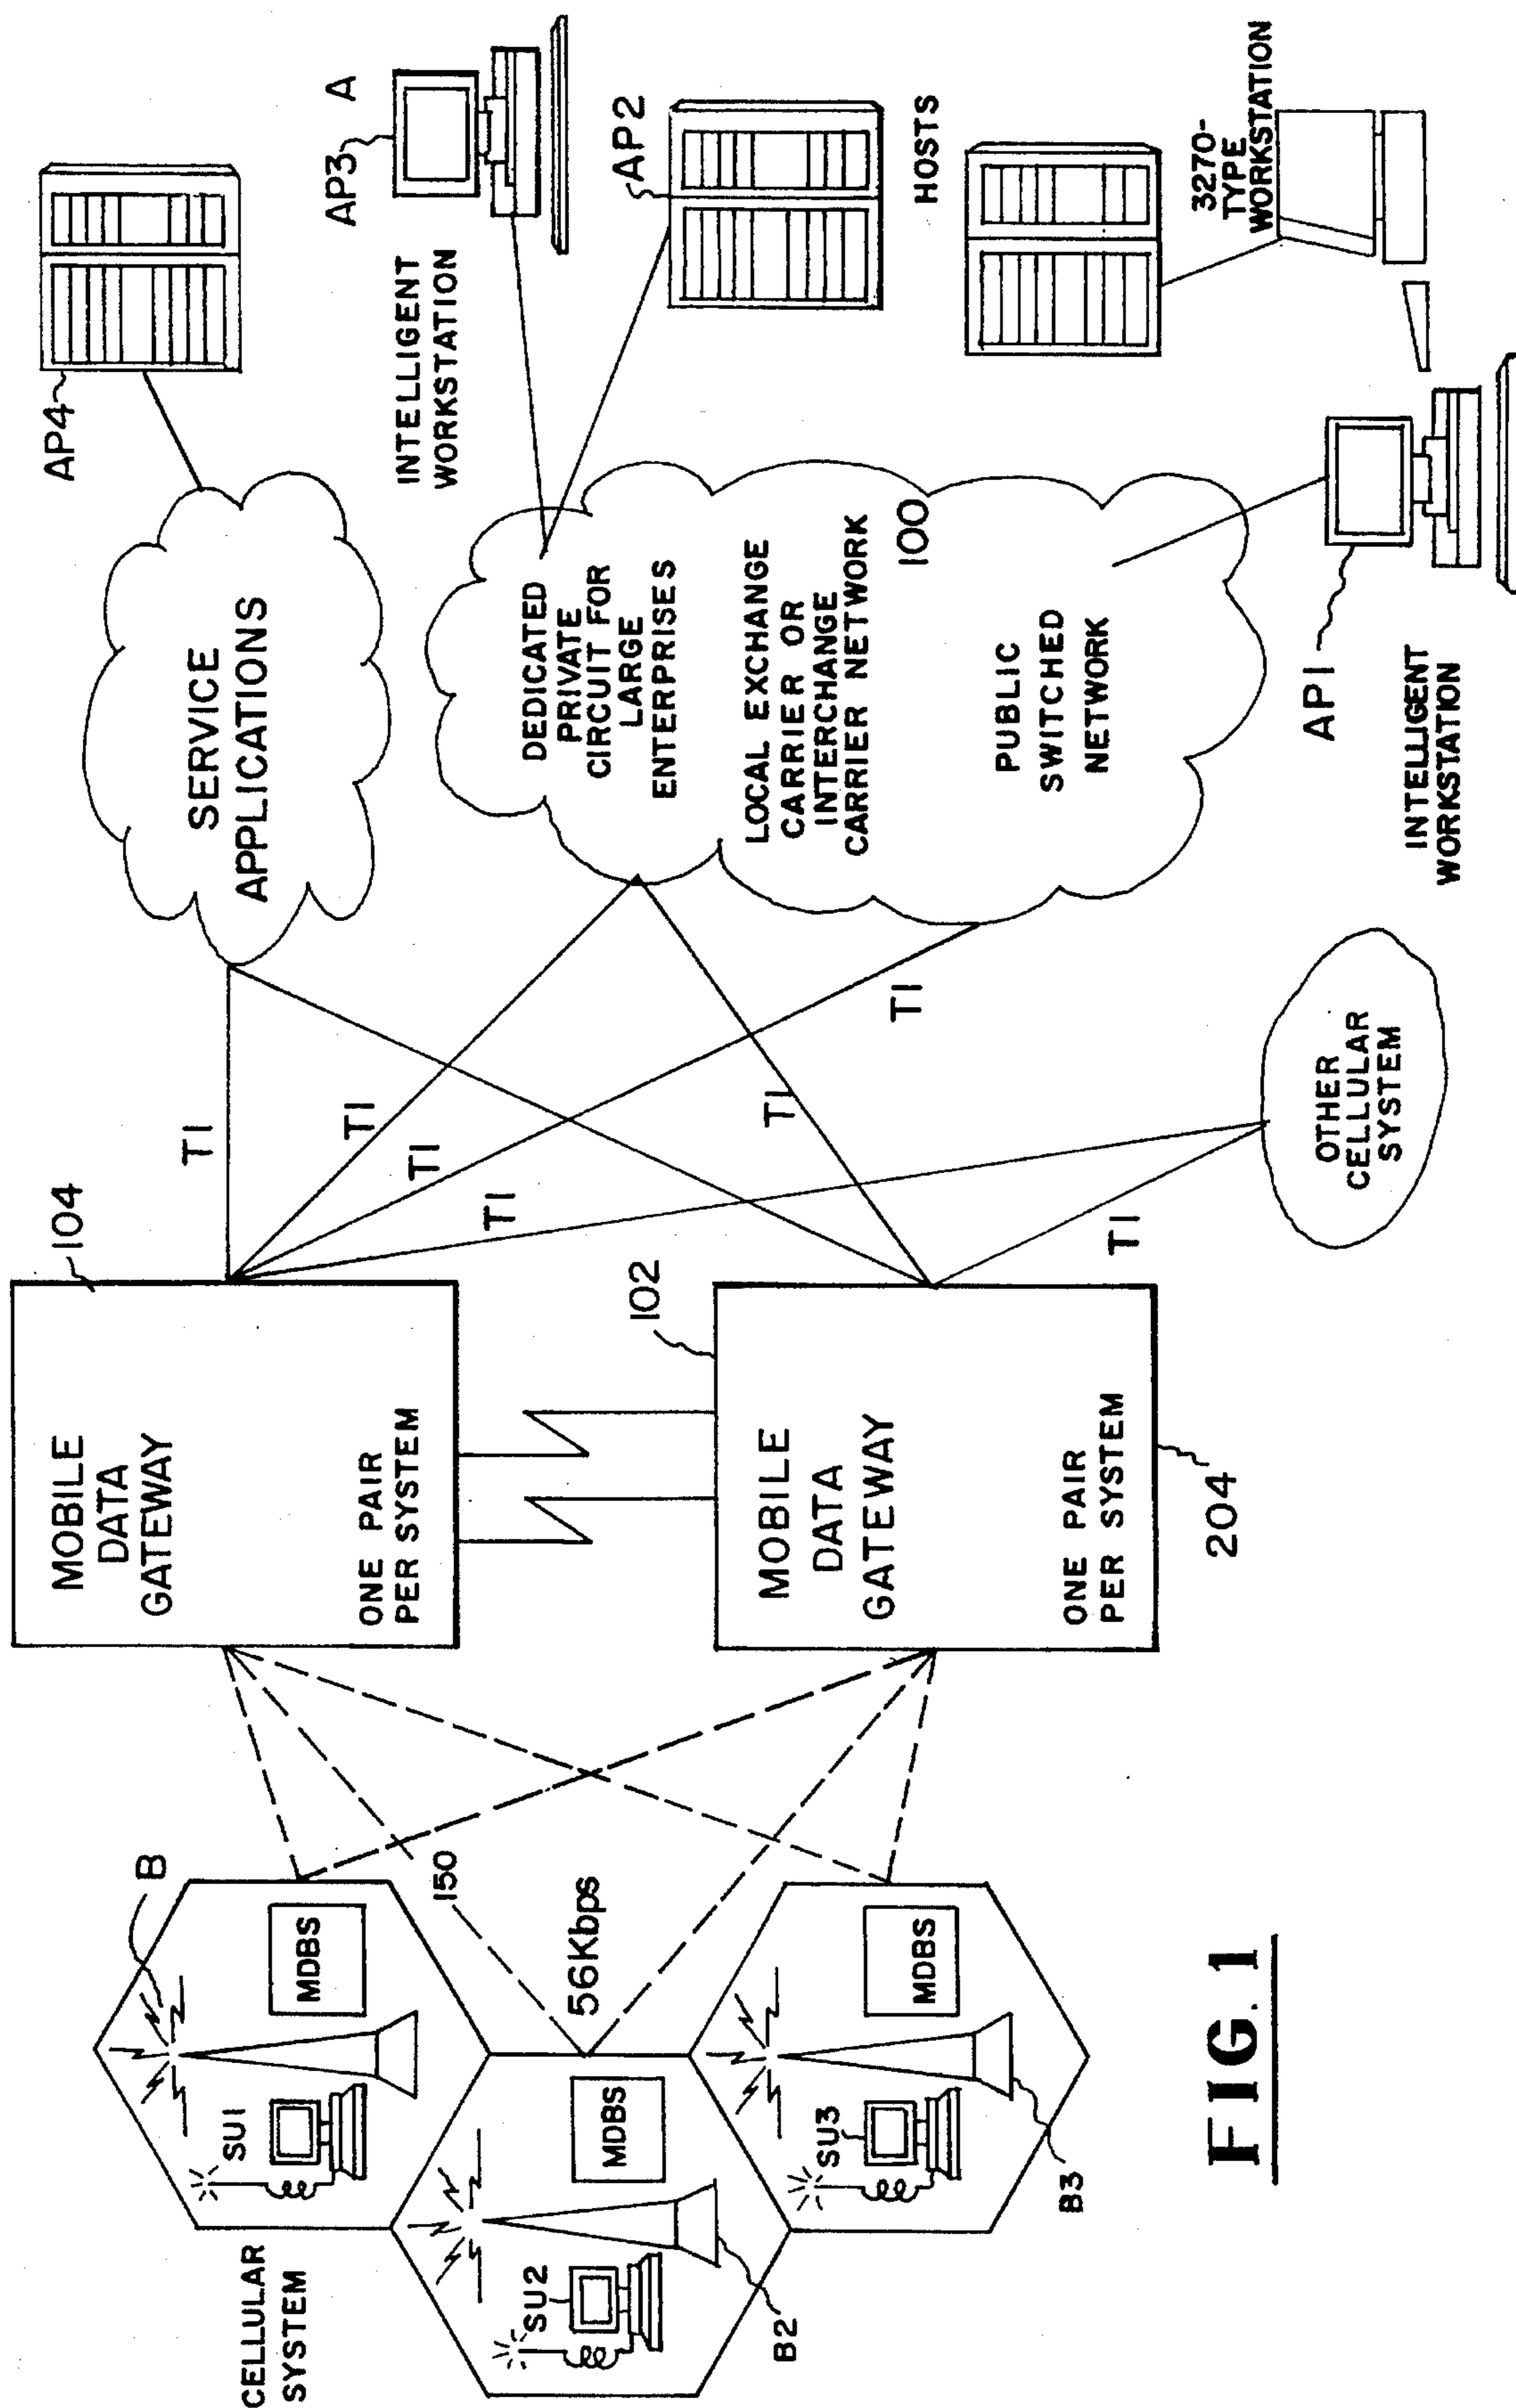 CELLULAR
SYSTEM
SU1
B
MDBS
SU2
B2
MDBS
56Kbps
150
SU3
B3
MDBS
MOBILE
DATA
GATEWAY
ONE PAIR
PER SYSTEM
104
102
MOBILE
DATA
GATEWAY
ONE PAIR
PER SYSTEM
204
T1
T1
T1
T1
T1
T1
T1
OTHER
CELLULAR
SYSTEM
SERVICE
APPLICATIONS
AP4
DEDICATED
PRIVATE
CIRCUIT FOR
LARGE
ENTERPRISES
LOCAL EXCHANGE
CARRIER OR
INTERCHANGE
CARRIER NETWORK
100
PUBLIC
SWITCHED
NETWORK
INTELLIGENT
WORKSTATION
AP3
A
AP2
HOSTS
3270-
TYPE
WORKSTATION
AP1
INTELLIGENT
WORKSTATION
FIG. 1